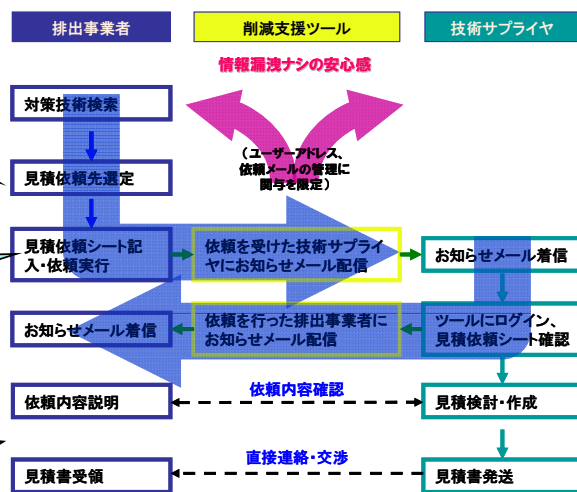 排出事業者
削減支援ツール
技術サプライヤ
情報漏洩ナシの安心感
対策技術検索
（ユーザーアドレス、
依頼メールの管理に
関与を限定）
見積依頼先選定
見積依頼シート記
入・依頼実行
依頼を受けた技術サプライ
ヤにお知らせメール配信
お知らせメール着信
お知らせメール着信
依頼を行った排出事業者に
お知らせメール配信
ツールにログイン、
見積依頼シート確認
依頼内容説明
依頼内容確認
見積検討・作成
見積書受領
直接連絡・交渉
見積書発送